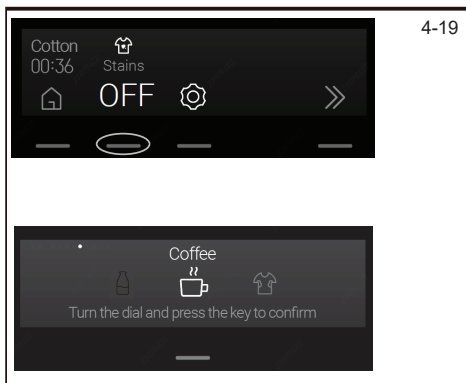 4-19
Cotton
00:36
Stains
OFF
Coffee
Turn the dial and press the key to confirm